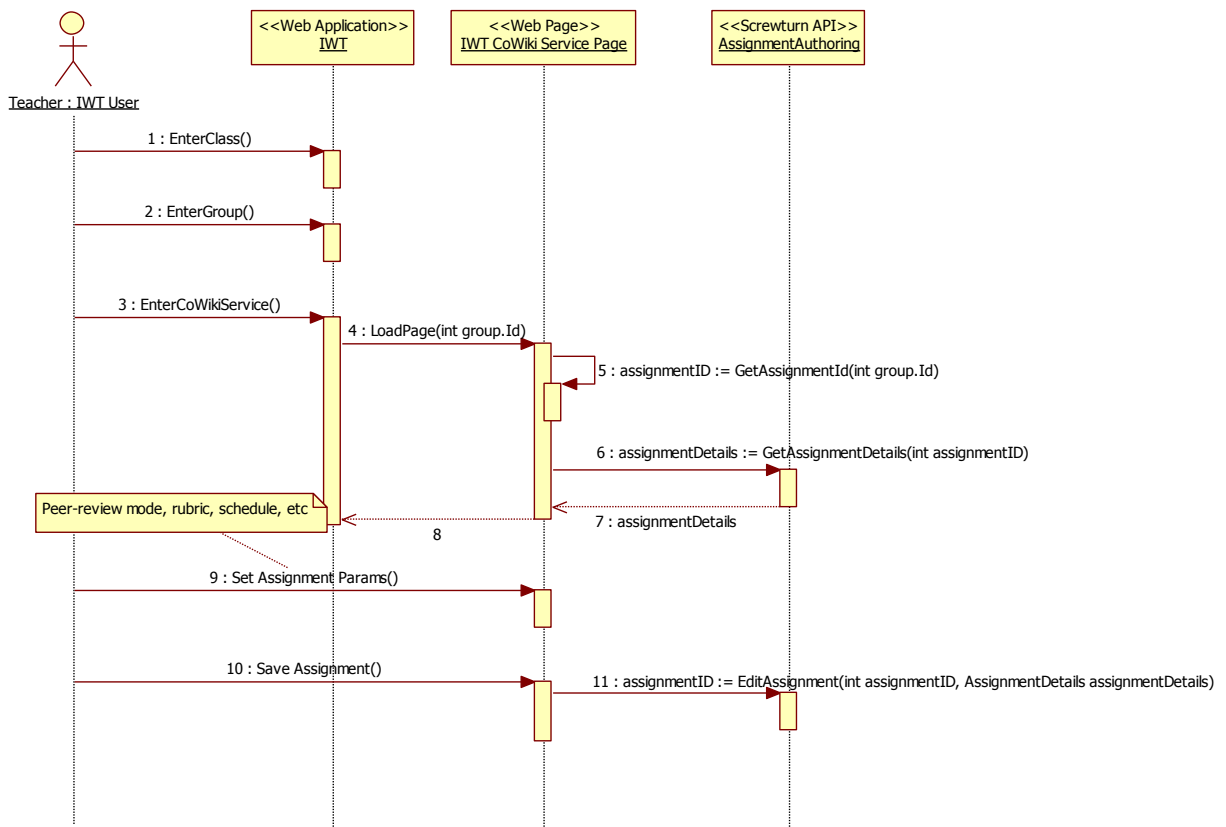 <<Web Application>>
IWT
<<Web Page>>
IWT CoWiki Service Page
<<Screwturn API>>
AssignmentAuthoring
Teacher : IWT User
1 : EnterClass()
2 : EnterGroup()
3 : EnterCoWikiService()
4 : LoadPage(int group.Id)
5 : assignmentID := GetAssignmentId(int group.Id)
6 : assignmentDetails := GetAssignmentDetails(int assignmentID)
Peer-review mode, rubric, schedule, etc
7 : assignmentDetails
8
9 : Set Assignment Params()
10 : Save Assignment()
11 : assignmentID := EditAssignment(int assignmentID, AssignmentDetails assignmentDetails)